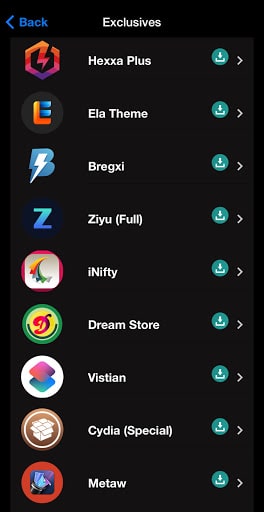 Back
Exclusives
Hexxa Plus
E
Ela Theme
B
Bregxi
Z
Ziyu (Full)
iNifty
D
Dream Store
Vistian
Cydia (Special)
Metaw